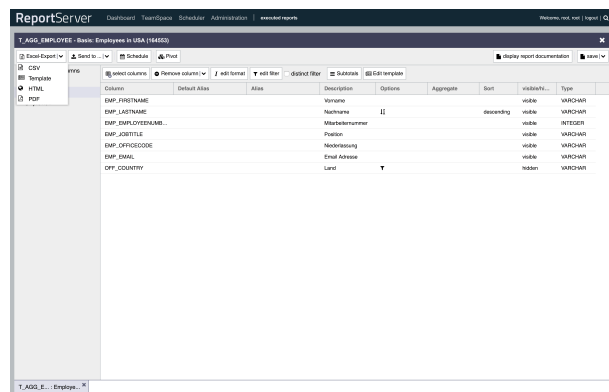 ReportServer Dashboard TeamSpace Scheduler Administration | executed reports Welcome, root, root | logout |
T_AGG_EMPLOYEE - Basis: Employees in USA (164553)
Excel-Export Send to ... Schedule Pivot display report documentation save
CSV
Template
HTML
PDF
mns
select columns Remove column edit format edit filter distinct filter Subtotals Edit template
Column Default Alias Alias Description Options Aggregate Sort visible/hi... Type
EMP_FIRSTNAME Vorname visible VARCHAR
EMP_LASTNAME Nachname descending visible VARCHAR
EMP_EMPLOYEENUMB... Mitarbeiternummer visible INTEGER
EMP_JOBTITLE Position visible VARCHAR
EMP_OFFICECODE Niederlassung visible VARCHAR
EMP_EMAIL Email Adresse visible VARCHAR
OFF_COUNTRY Land hidden VARCHAR
T_AGG_E... : Employe...